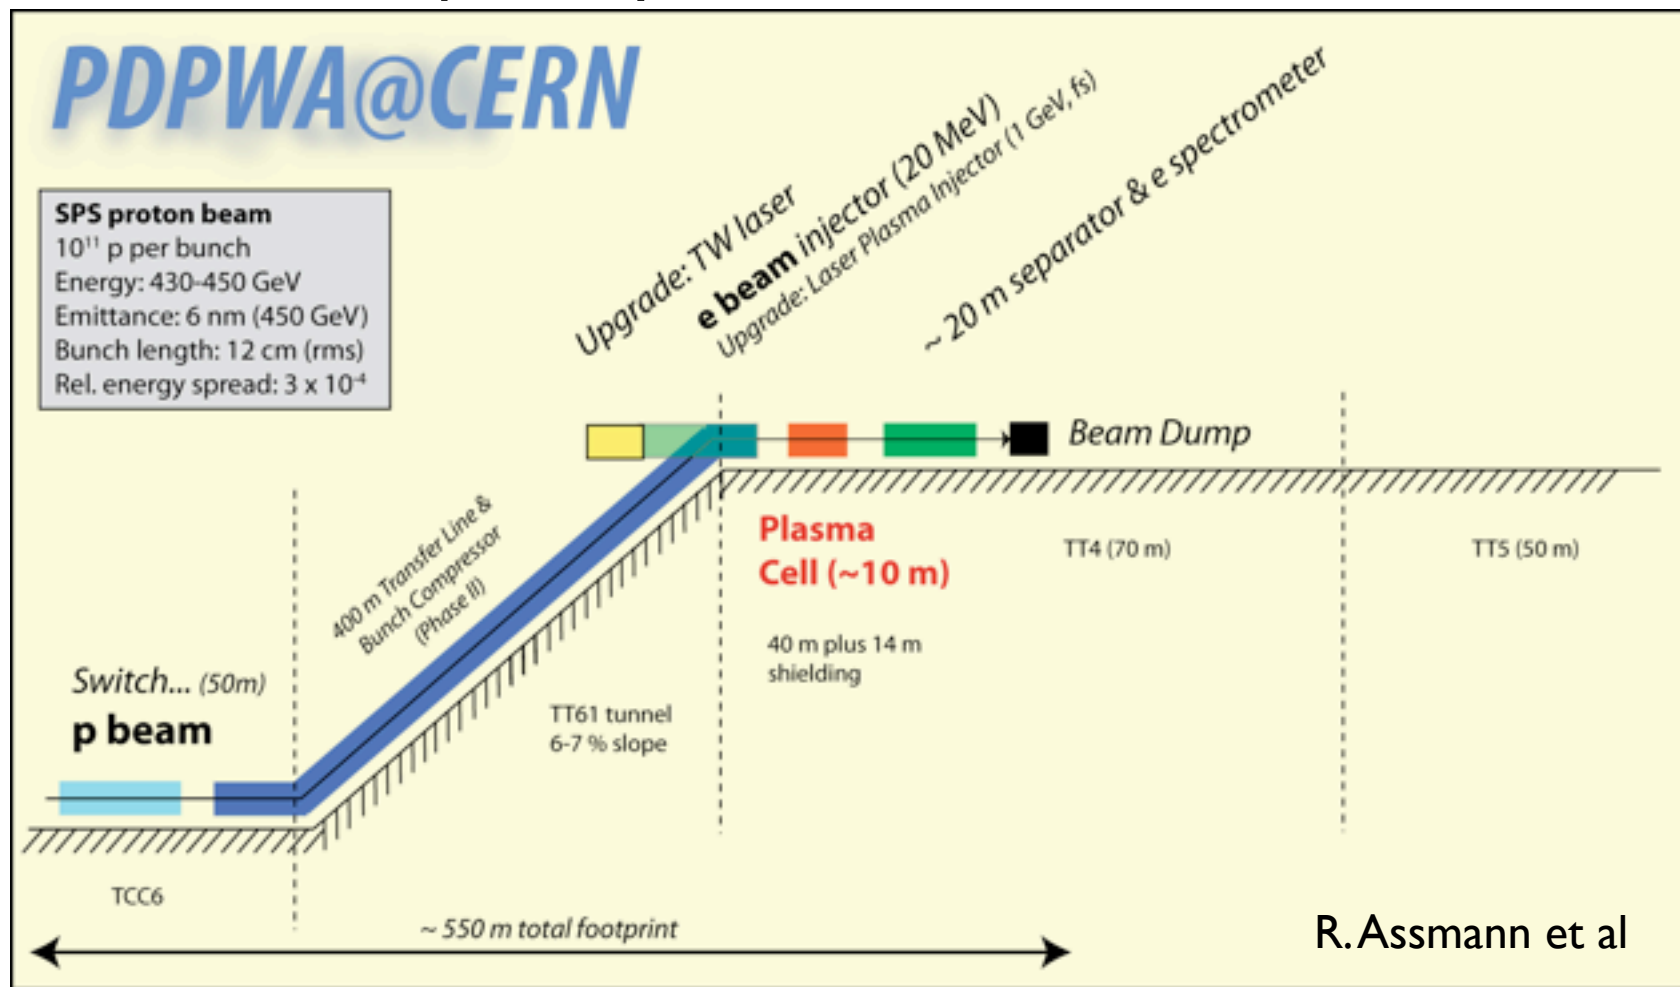 PDPWA@CERN
SPS proton beam
10¹¹ p per bunch
Energy: 430-450 GeV
Emittance: 6 nm (450 GeV)
Bunch length: 12 cm (rms)
Rel. energy spread: 3 x 10⁻⁴
Upgrade: TW laser
e beam injector (20 MeV)
Upgrade: Laser Plasma Injector (1 GeV, fs)
~ 20 m separator & e spectrometer
Beam Dump
400 m Transfer Line &
Bunch Compressor
(Phase II)
Plasma
Cell (~10 m)
TT4 (70 m)
TT5 (50 m)
40 m plus 14 m
shielding
Switch... (50m)
p beam
TT61 tunnel
6-7 % slope
TCC6
~ 550 m total footprint
R. Assmann et al